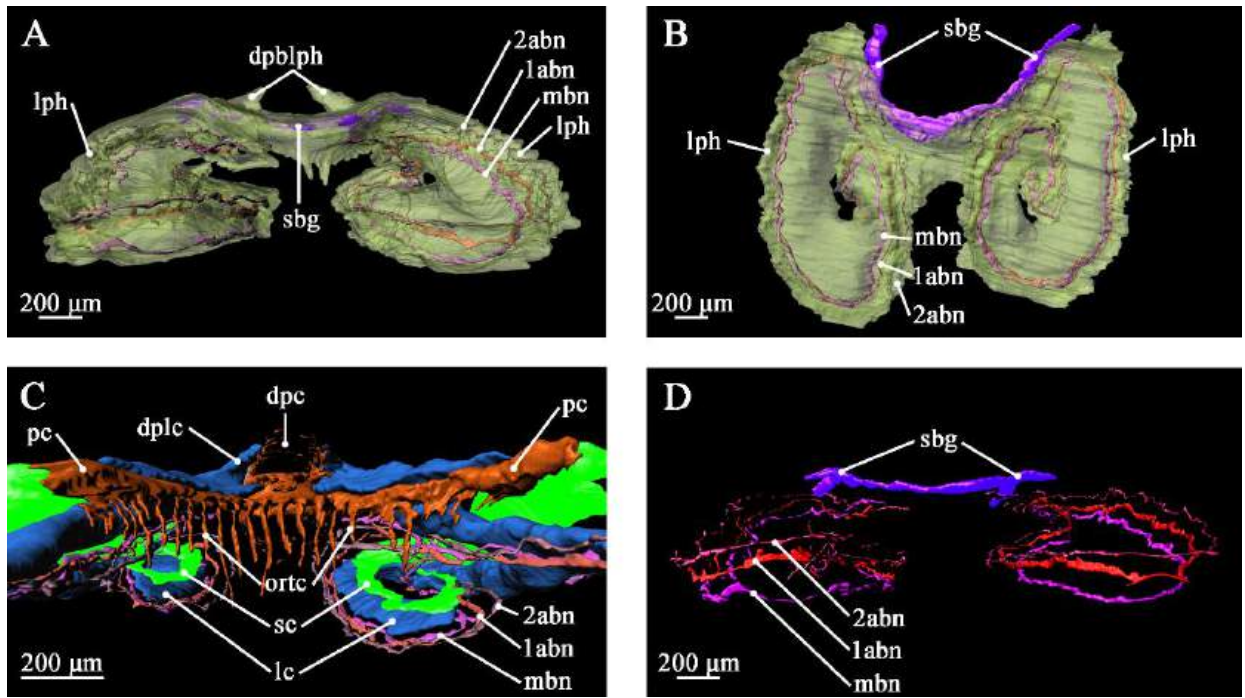 A
dpblph
2abn
1abn
mbn
lph
lph
sbg
200 μm
B
sbg
lph
lph
mbn
1abn
2abn
200 μm
C
dpc
pc
dplc
pc
ortc
sc
lc
2abn
1abn
mbn
200 μm
D
sbg
2abn
1abn
mbn
200 μm